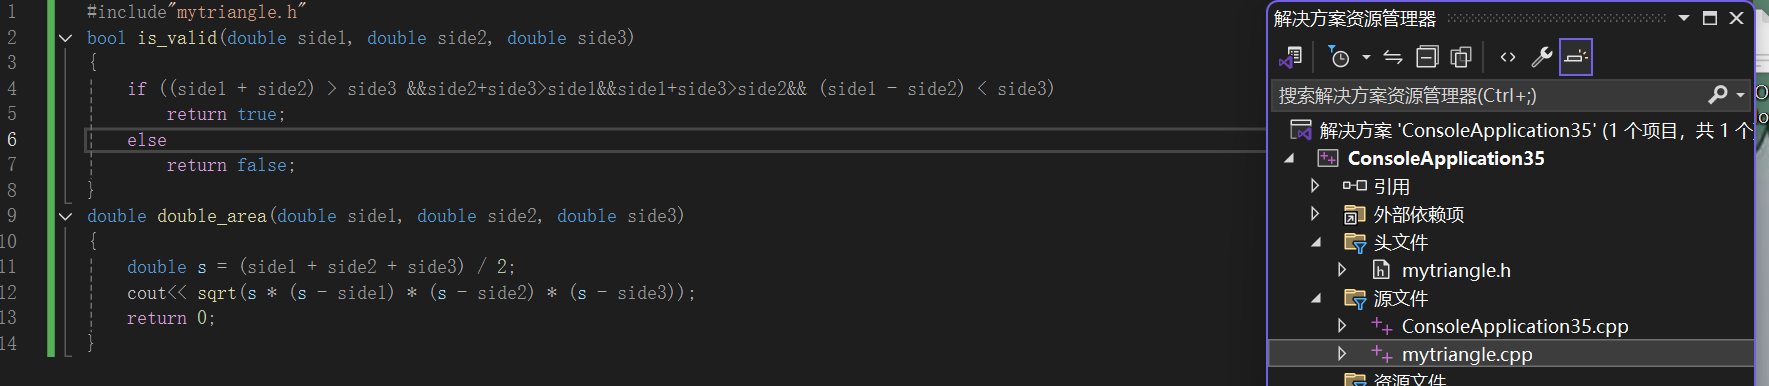 1 #include"mytriangle.h"
2 bool is_valid(double side1, double side2, double side3)
3 {
4 if ((side1 + side2) > side3 &&side2+side3>side1&&side1+side3>side2&& (side1 - side2) < side3)
5 return true;
6 else
7 return false;
8 }
9 double double_area(double side1, double side2, double side3)
10 {
11 double s = (side1 + side2 + side3) / 2;
12 cout<< sqrt(s * (s - side1) * (s - side2) * (s - side3));
13 return 0;
14 }
解决方案资源管理器
搜索解决方案资源管理器(Ctrl+;)
解决方案 'ConsoleApplication35' (1 个项目，共 1 个
ConsoleApplication35
引用
外部依赖项
头文件
mytriangle.h
源文件
ConsoleApplication35.cpp
mytriangle.cpp
资源文件